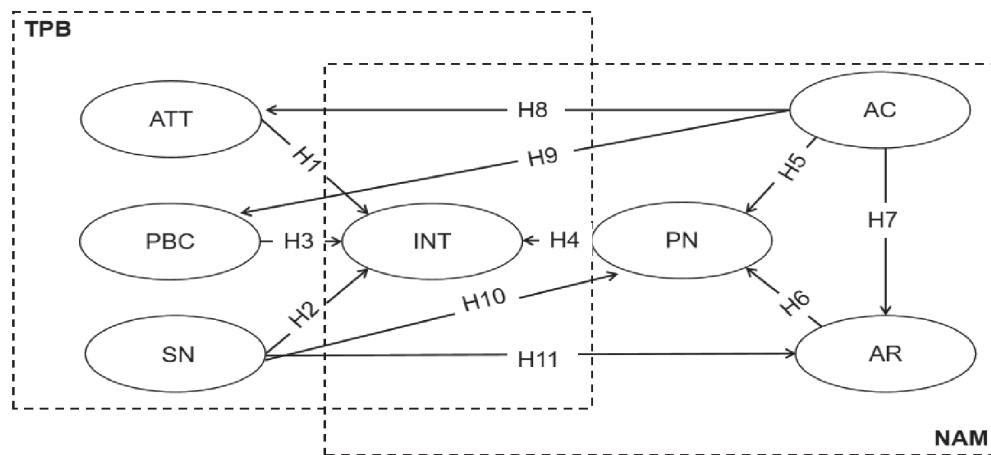 TPB
ATT
H8
AC
H1
H9
H5
PBC
H3
INT
H4
PN
H7
H2
H10
H6
SN
H11
AR
NAM